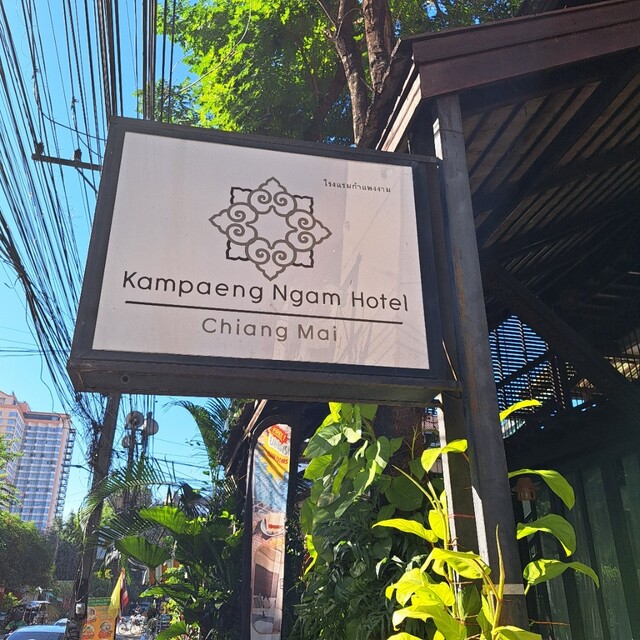 โรงแรมกำแพงงาม
Kampaeng Ngam Hotel
Chiang Mai